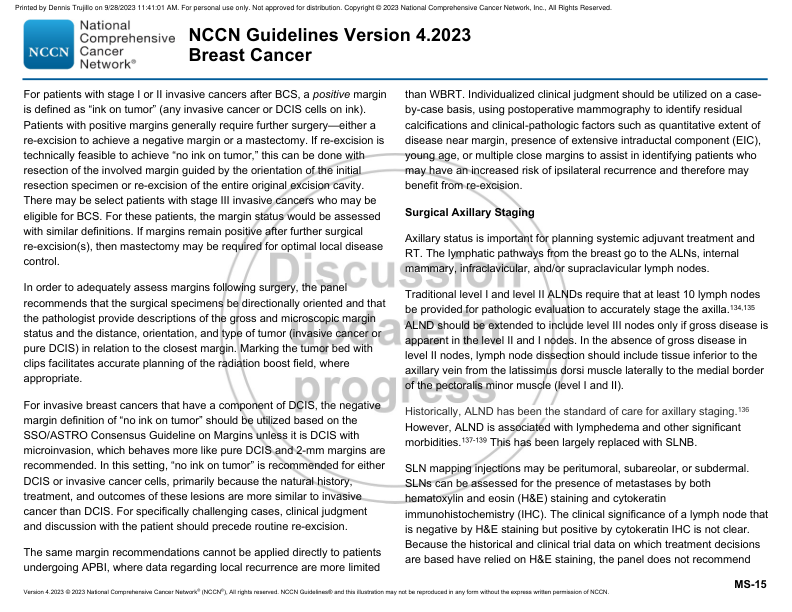 Printed by Dennis Trujillo on 9/28/2023 11:41:01 AM. For personal use only. Not approved for distribution. Copyright © 2023 National Comprehensive Cancer Network, Inc., All Rights Reserved.
NCCN
National
Comprehensive
Cancer
Network®
NCCN Guidelines Version 4.2023
Breast Cancer
For patients with stage I or II invasive cancers after BCS, a positive margin
is defined as “ink on tumor” (any invasive cancer or DCIS cells on ink).
Patients with positive margins generally require further surgery—either a
re-excision to achieve a negative margin or a mastectomy. If re-excision is
technically feasible to achieve “no ink on tumor,” this can be done with
resection of the involved margin guided by the orientation of the initial
resection specimen or re-excision of the entire original excision cavity.
There may be select patients with stage III invasive cancers who may be
eligible for BCS. For these patients, the margin status would be assessed
with similar definitions. If margins remain positive after further surgical
re-excision(s), then mastectomy may be required for optimal local disease
control.
In order to adequately assess margins following surgery, the panel
recommends that the surgical specimens be directionally oriented and that
the pathologist provide descriptions of the gross and microscopic margin
status and the distance, orientation, and type of tumor (invasive cancer or
pure DCIS) in relation to the closest margin. Marking the tumor bed with
clips facilitates accurate planning of the radiation boost field, where
appropriate.
For invasive breast cancers that have a component of DCIS, the negative
margin definition of “no ink on tumor” should be utilized based on the
SSO/ASTRO Consensus Guideline on Margins unless it is DCIS with
microinvasion, which behaves more like pure DCIS and 2-mm margins are
recommended. In this setting, “no ink on tumor” is recommended for either
DCIS or invasive cancer cells, primarily because the natural history,
treatment, and outcomes of these lesions are more similar to invasive
cancer than DCIS. For specifically challenging cases, clinical judgment
and discussion with the patient should precede routine re-excision.
The same margin recommendations cannot be applied directly to patients
undergoing APBI, where data regarding local recurrence are more limited
than WBRT. Individualized clinical judgment should be utilized on a case-
by-case basis, using postoperative mammography to identify residual
calcifications and clinical-pathologic factors such as quantitative extent of
disease near margin, presence of extensive intraductal component (EIC),
young age, or multiple close margins to assist in identifying patients who
may have an increased risk of ipsilateral recurrence and therefore may
benefit from re-excision.
Surgical Axillary Staging
Axillary status is important for planning systemic adjuvant treatment and
RT. The lymphatic pathways from the breast go to the ALNs, internal
mammary, infraclavicular, and/or supraclavicular lymph nodes.
Traditional level I and level II ALNDs require that at least 10 lymph nodes
be provided for pathologic evaluation to accurately stage the axilla.134,135
ALND should be extended to include level III nodes only if gross disease is
apparent in the level II and I nodes. In the absence of gross disease in
level II nodes, lymph node dissection should include tissue inferior to the
axillary vein from the latissimus dorsi muscle laterally to the medial border
of the pectoralis minor muscle (level I and II).
Historically, ALND has been the standard of care for axillary staging.136
However, ALND is associated with lymphedema and other significant
morbidities.137-139 This has been largely replaced with SLNB.
SLN mapping injections may be peritumoral, subareolar, or subdermal.
SLNs can be assessed for the presence of metastases by both
hematoxylin and eosin (H&E) staining and cytokeratin
immunohistochemistry (IHC). The clinical significance of a lymph node that
is negative by H&E staining but positive by cytokeratin IHC is not clear.
Because the historical and clinical trial data on which treatment decisions
are based have relied on H&E staining, the panel does not recommend
Discussion
update in
progress
MS-15
Version 4.2023 © 2023 National Comprehensive Cancer Network® (NCCN®), All rights reserved. NCCN Guidelines® and this illustration may not be reproduced in any form without the express written permission of NCCN.